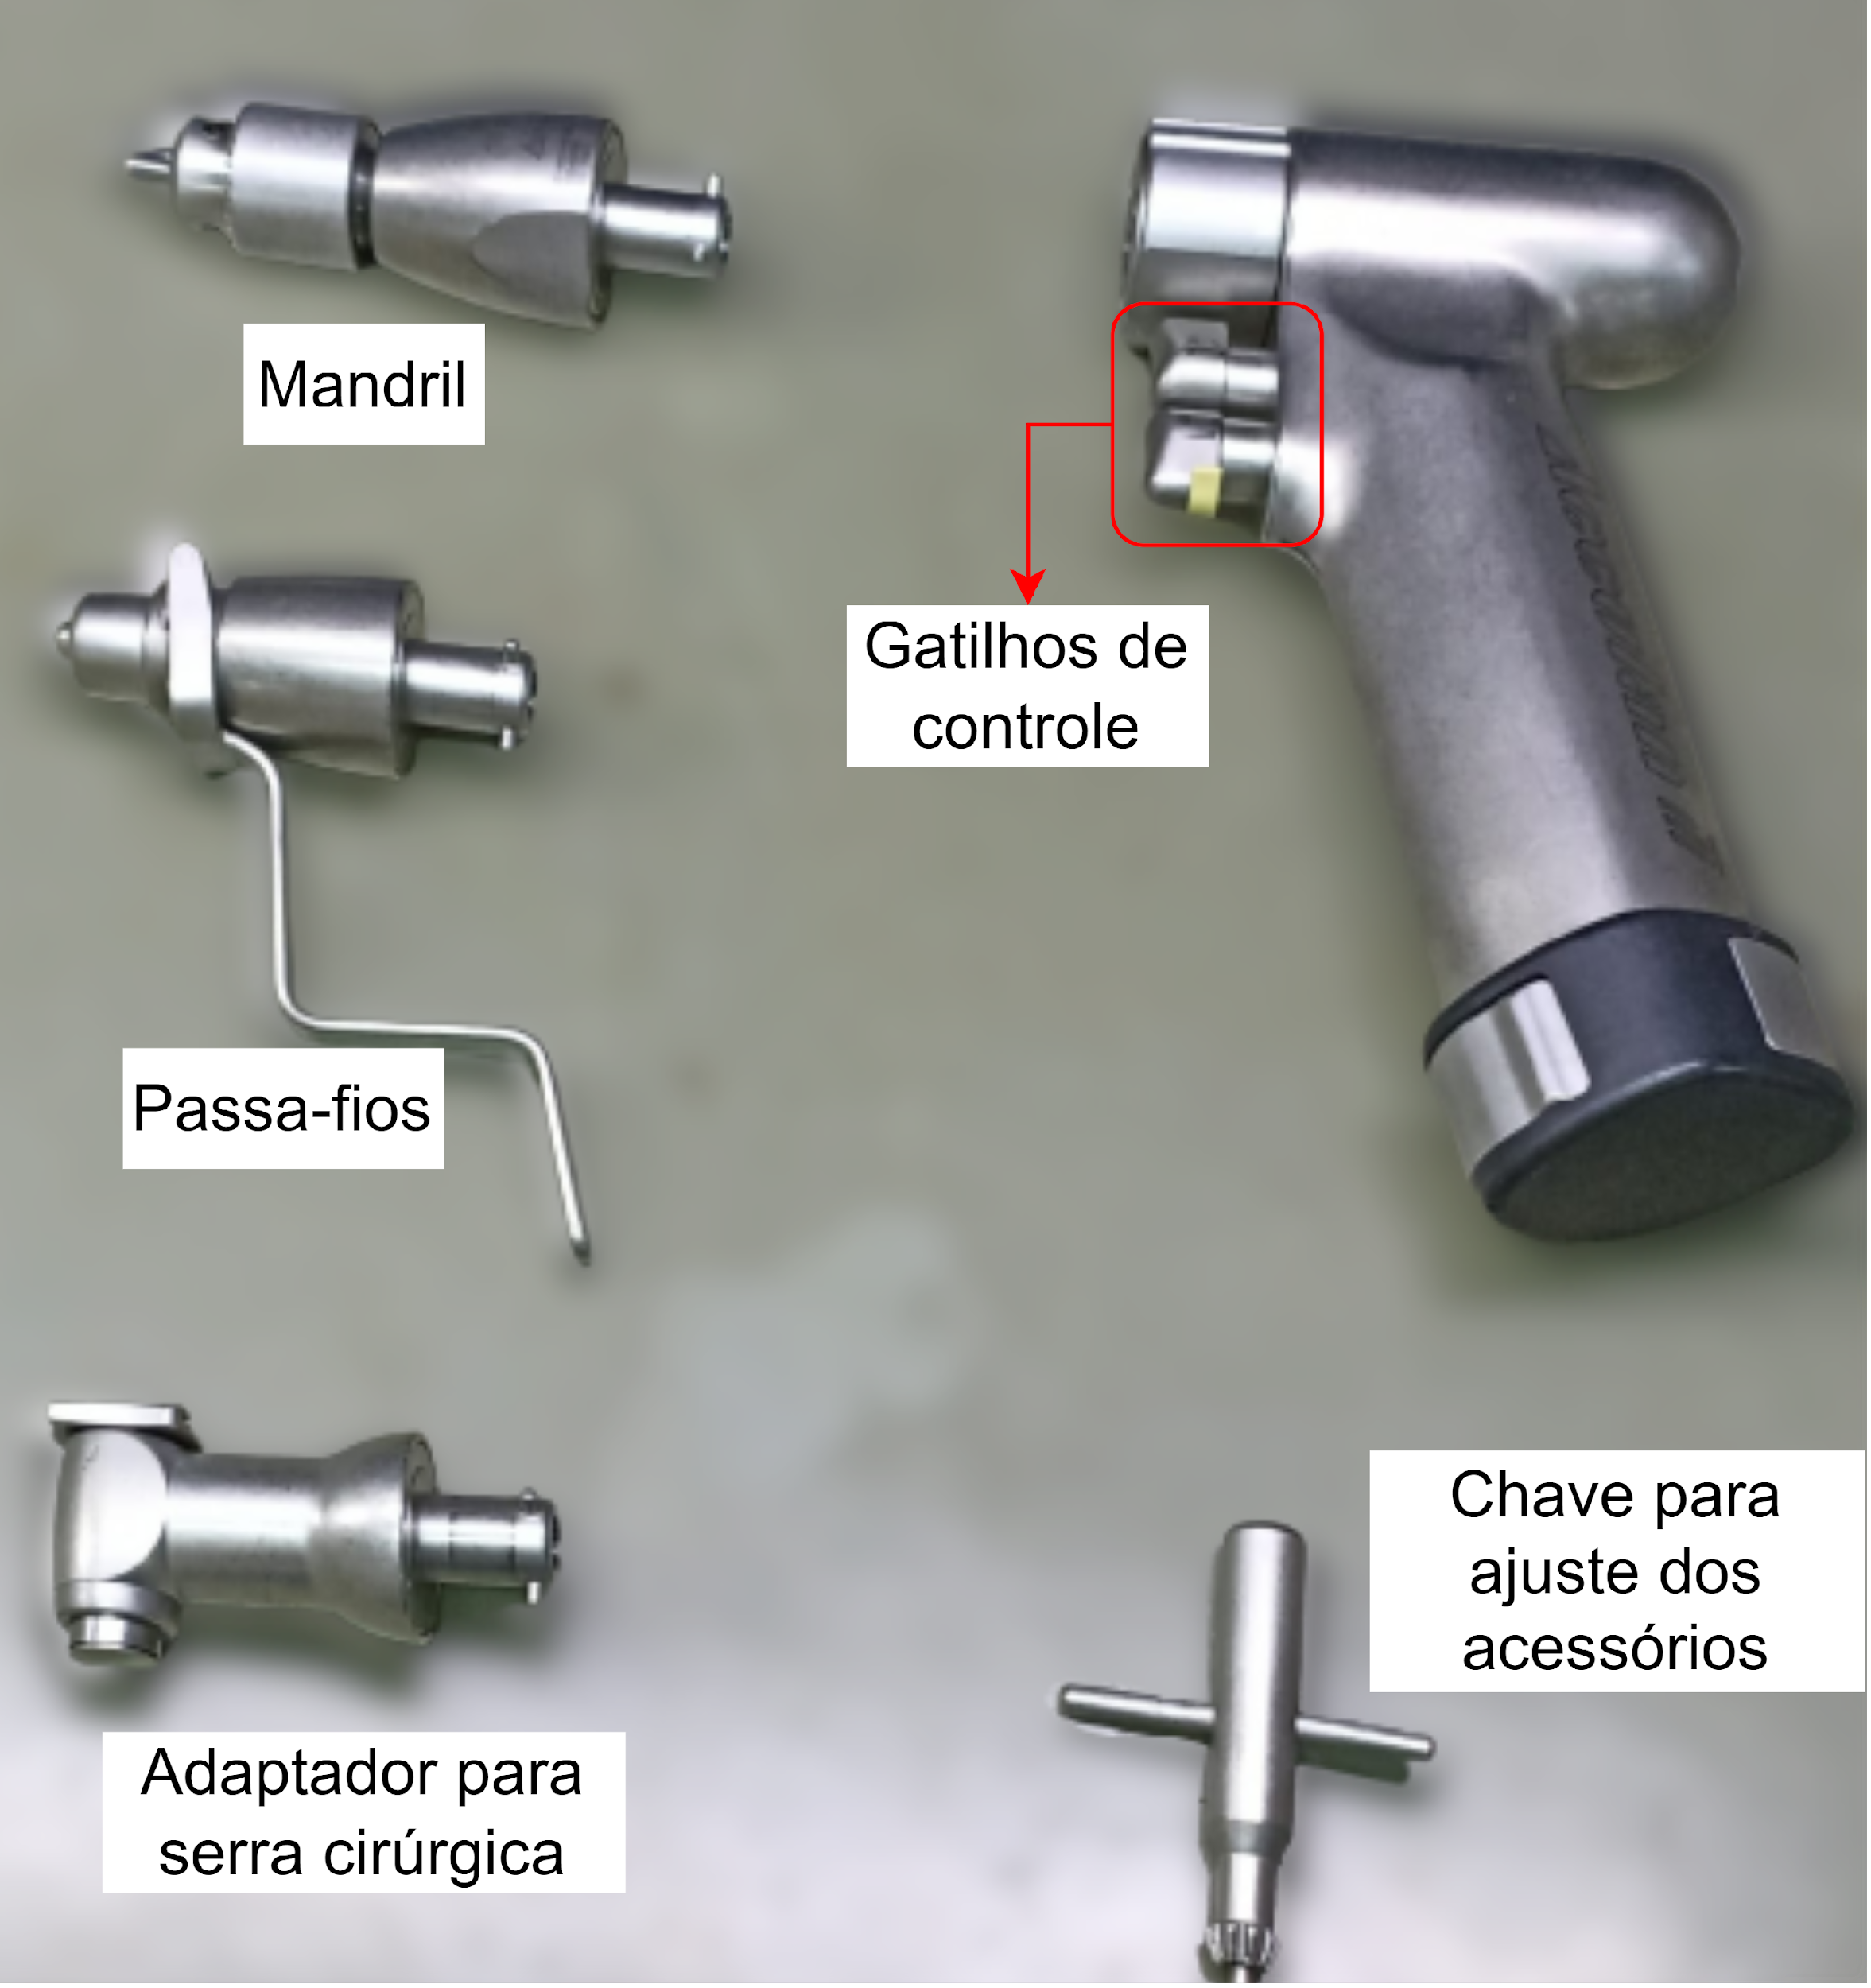 Mandril
Gatilhos de
controle
Passa-fios
Chave para
ajuste dos
acessórios
Adaptador para
serra cirúrgica